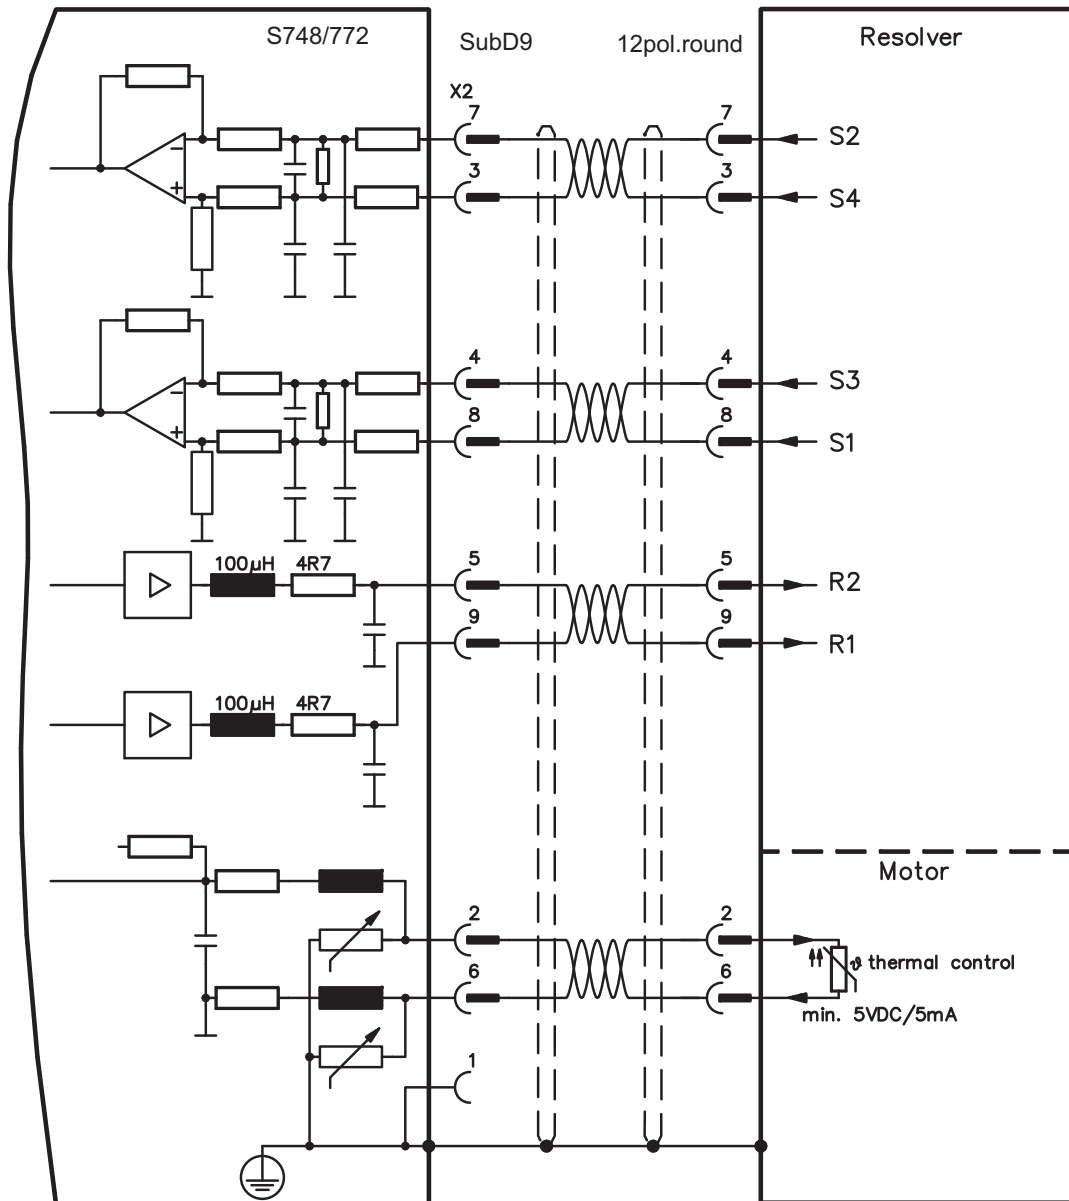 S748/772 SubD9 12pol.round Resolver
X2
7 7 S2
3 3 S4
4 4 S3
8 8 S1
100µH 4R7 5 5 R2
9 9 R1
100µH 4R7
Motor
2 2
ϑ thermal control
6 6
min. 5VDC/5mA
1